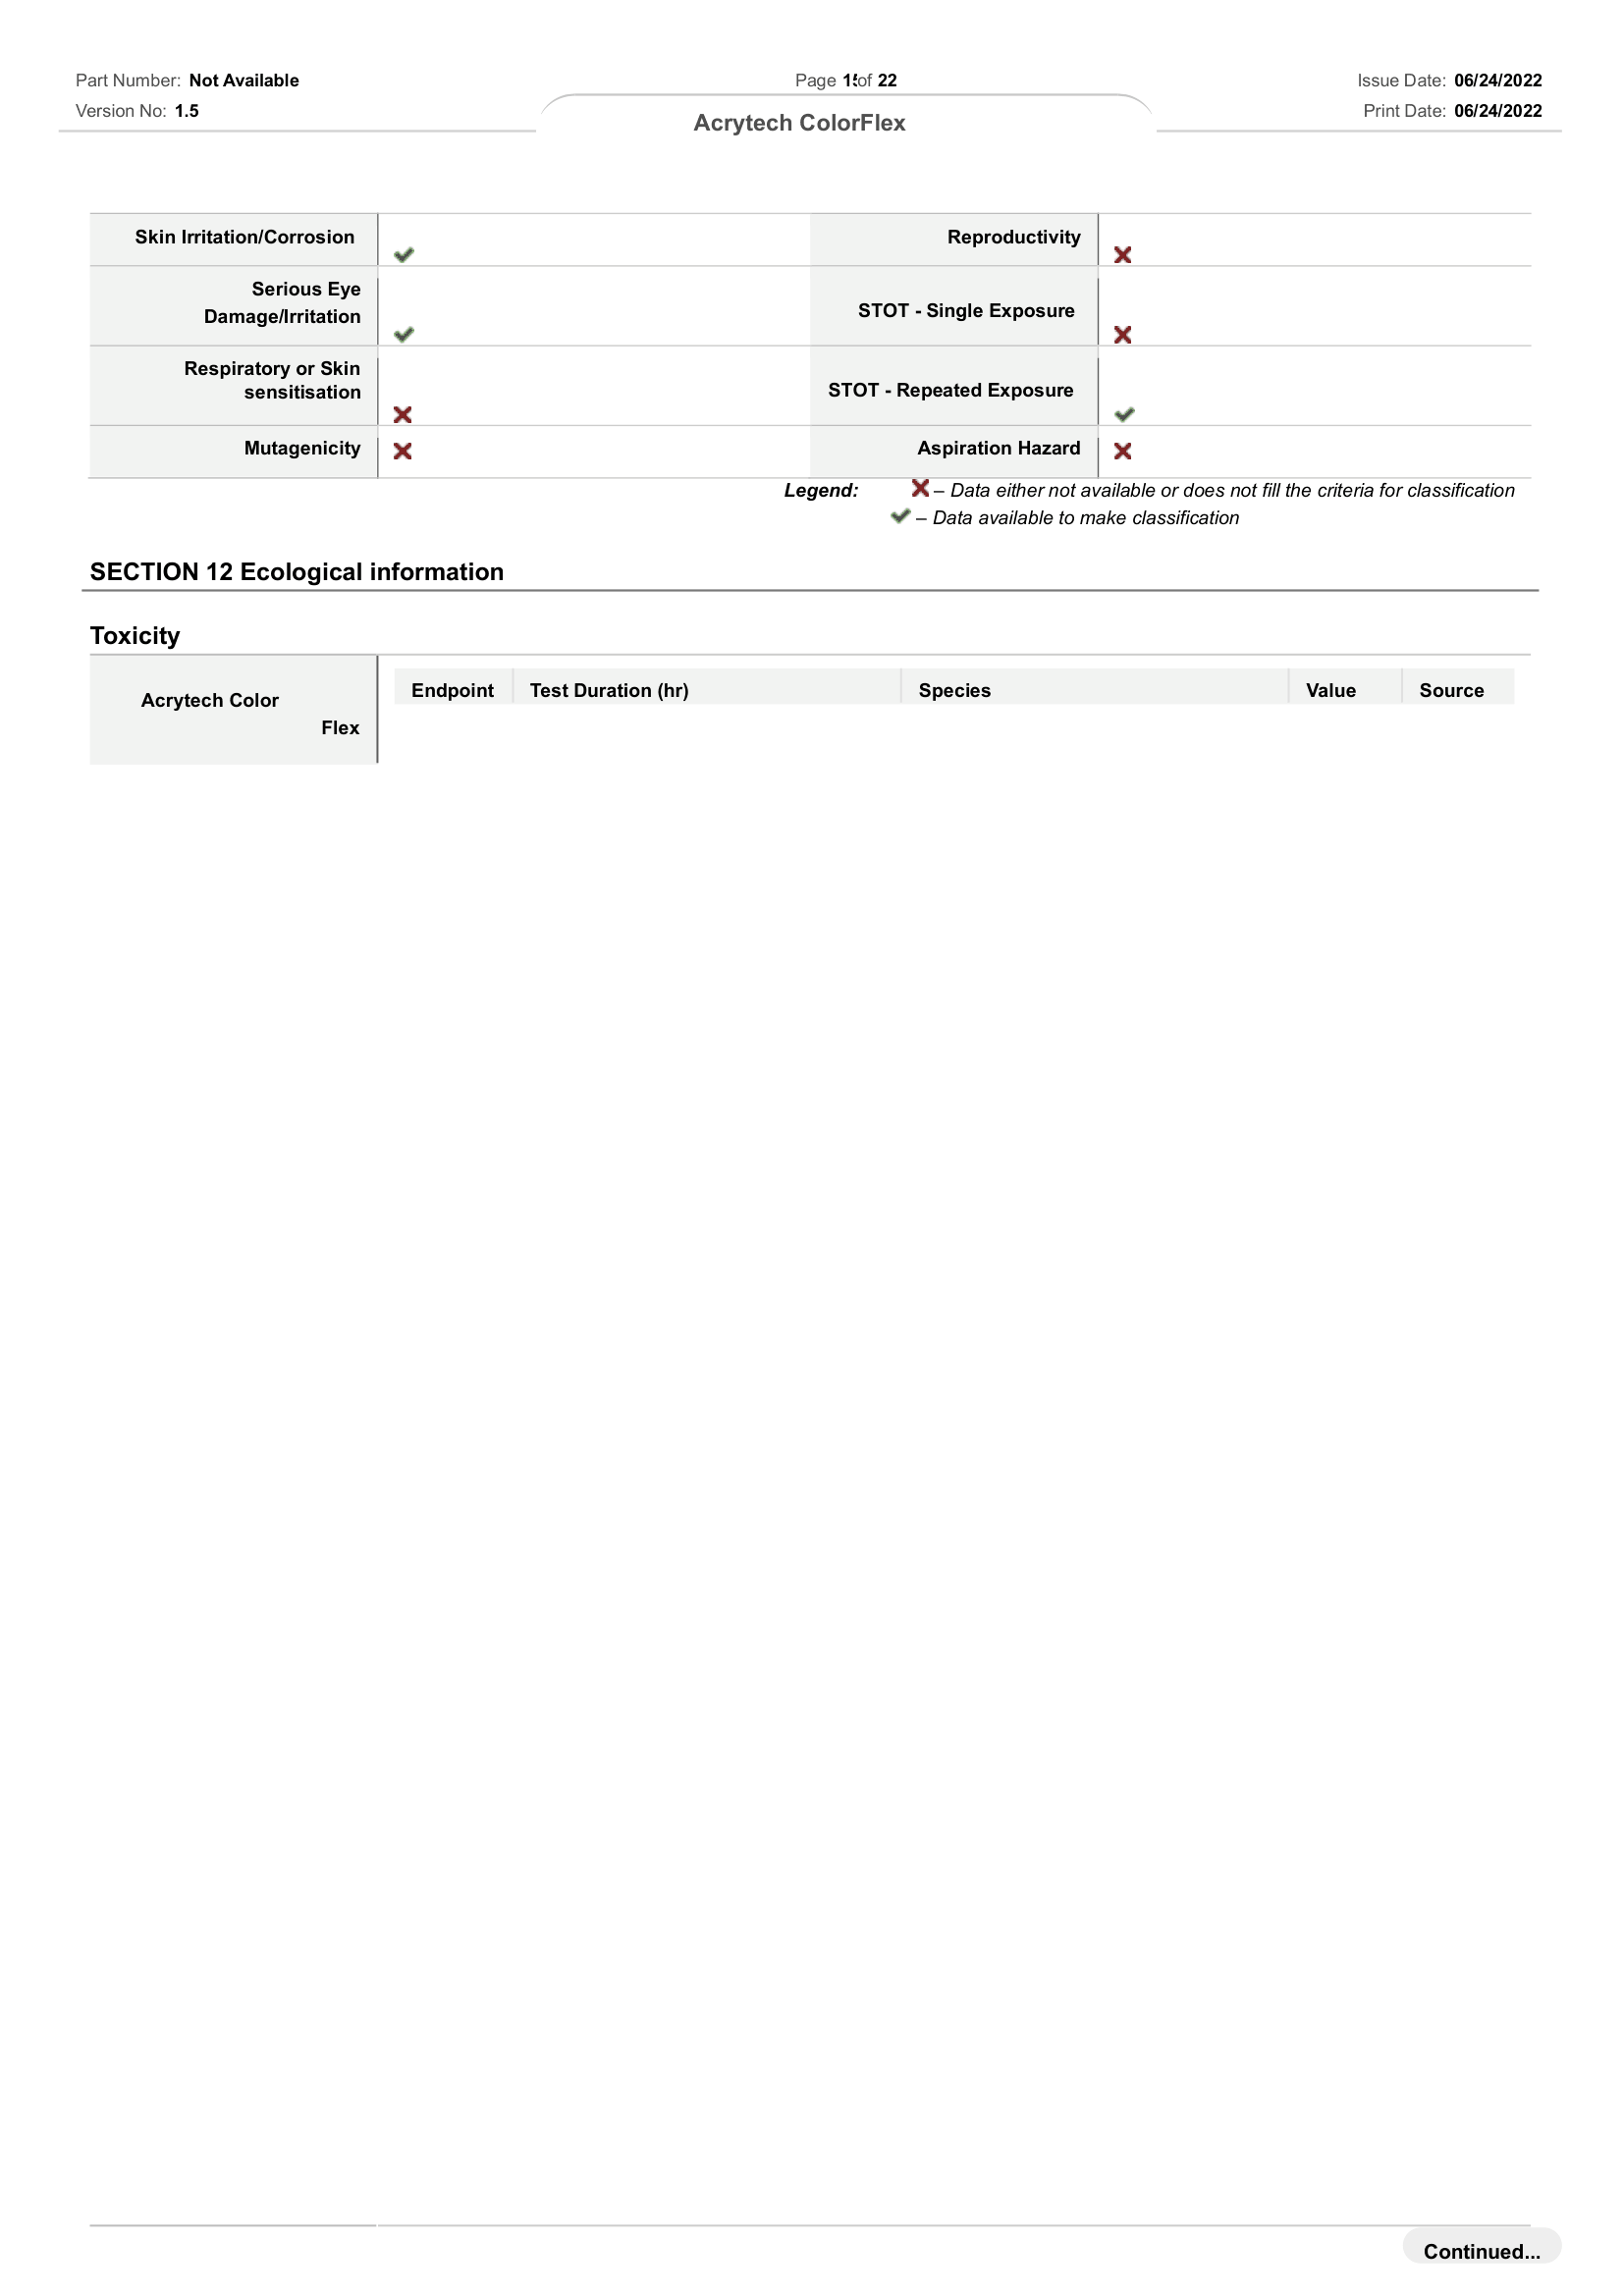 Part Number: Not Available
Page 15of 22
Issue Date: 06/24/2022
Version No: 1.5
Acrytech ColorFlex
Print Date: 06/24/2022
Skin Irritation/Corrosion ✔ Reproductivity ✘
Serious Eye
Damage/Irritation ✔ STOT - Single Exposure ✘
Respiratory or Skin
sensitisation ✘ STOT - Repeated Exposure ✔
Mutagenicity ✘ Aspiration Hazard ✘
Legend: ✘ – Data either not available or does not fill the criteria for classification
✔ – Data available to make classification
SECTION 12 Ecological information
Toxicity
Acrytech Color
Flex
Endpoint Test Duration (hr) Species Value Source
Continued...